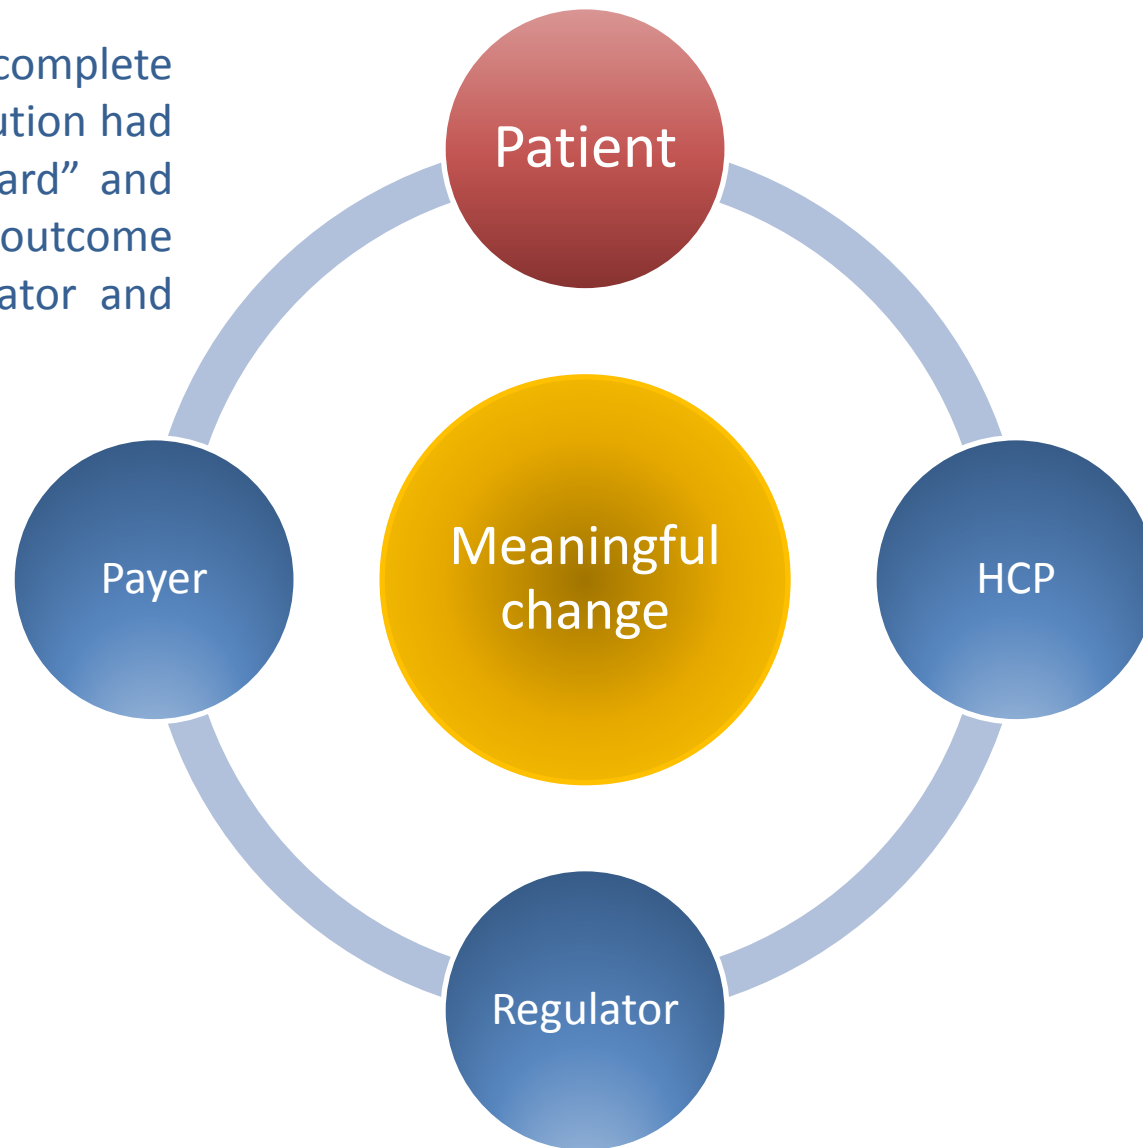 complete
ution had
ard” and
outcome
ator and
Patient
Payer
Meaningful
change
HCP
Regulator